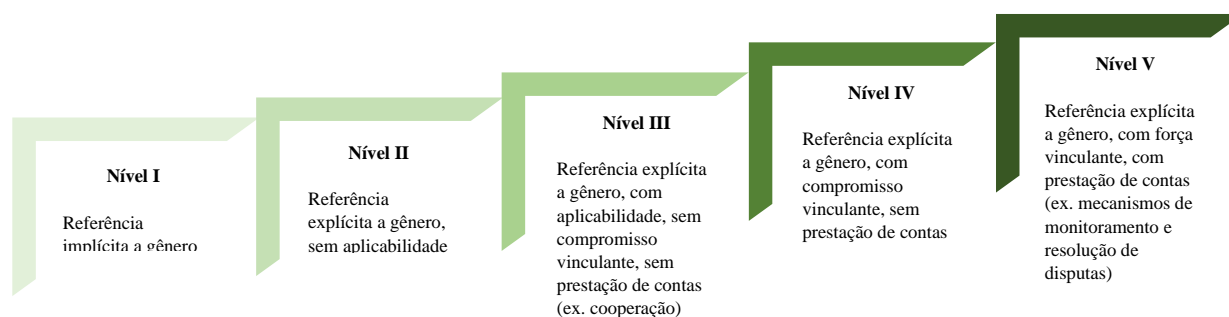 Nível I
Referência
implícita a gênero
Nível II
Referência
explícita a gênero,
sem aplicabilidade
Nível III
Referência explícita
a gênero, com
aplicabilidade, sem
compromisso
vinculante, sem
prestação de contas
(ex. cooperação)
Nível IV
Referência explícita
a gênero, com
compromisso
vinculante, sem
prestação de contas
Nível V
Referência explícita
a gênero, com força
vinculante, com
prestação de contas
(ex. mecanismos de
monitoramento e
resolução de
disputas)